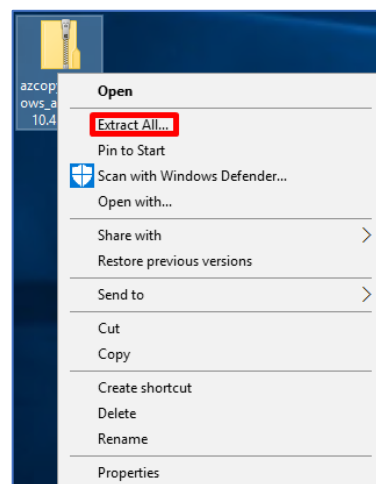 azcop
ows_a
10.4
Open
Extract All...
Pin to Start
Scan with Windows Defender...
Open with...
Share with
Restore previous versions
Send to
Cut
Copy
Create shortcut
Delete
Rename
Properties